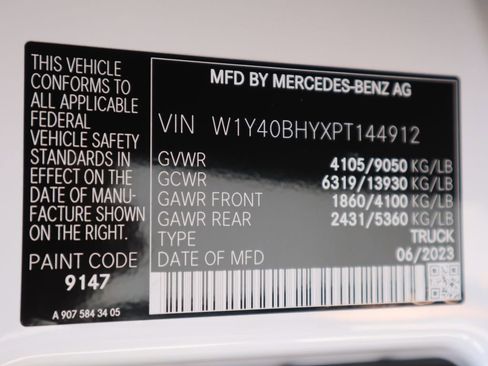 THIS VEHICLE
CONFORMS TO
ALL APPLICABLE
FEDERAL
VEHICLE SAFETY
STANDARDS IN
EFFECT ON THE
DATE OF MANU-
FACTURE SHOWN
ON THE RIGHT.
PAINT CODE
9147
A 907 584 34 05
MFD BY MERCEDES-BENZ AG
VIN W1Y40BHYXPT144912
GVWR 4105/9050 KG/LB
GCWR 6319/13930 KG/LB
GAWR FRONT 1860/4100 KG/LB
GAWR REAR 2431/5360 KG/LB
TYPE TRUCK
DATE OF MFD 06/2023